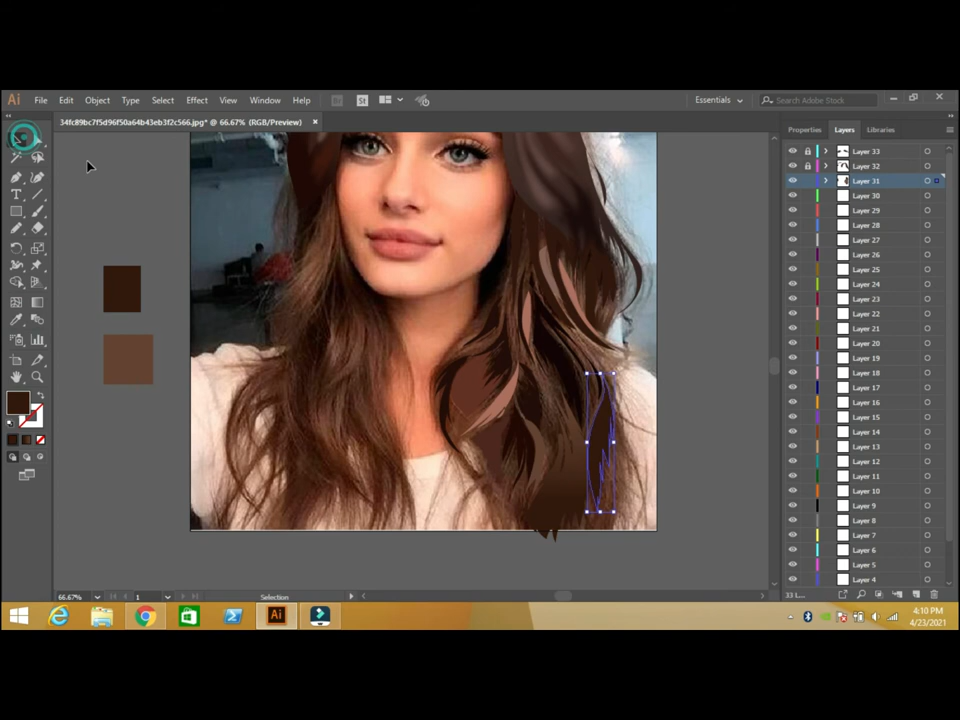 Ai File Edit Object Type Select Effect View Window Help Br St Essentials Search Adobe Stock
34fc89bc7f5d96f50a64b43eb3f2c566.jpg* @ 66.67% (RGB/Preview)
Properties Layers Libraries
Layer 33
Layer 32
Layer 31
Layer 30
Layer 29
Layer 28
Layer 27
Layer 26
Layer 25
Layer 24
Layer 23
Layer 22
Layer 21
Layer 20
Layer 19
Layer 18
Layer 17
Layer 16
Layer 15
Layer 14
Layer 13
Layer 12
Layer 11
Layer 10
Layer 9
Layer 8
Layer 7
Layer 6
Layer 5
Layer 4
66.67% 1 Selection 33 L...
Ai 4:10 PM
4/23/2021